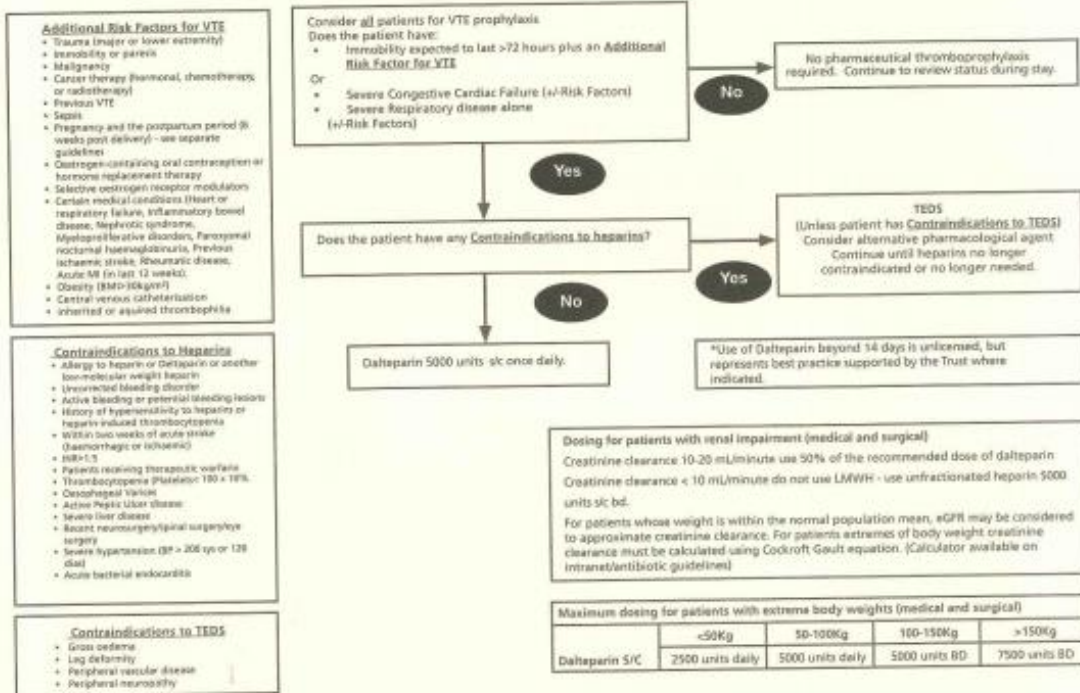 Additional Risk Factors for VTE
• Trauma (major or lower extremity)
• Immobility or paresis
• Malignancy
• Cancer therapy (hormonal, chemotherapy,
or radiotherapy)
• Previous VTE
• Sepsis
• Pregnancy and the postpartum period (6
weeks post delivery) - see separate
guidelines
• Oestrogen-containing oral contraception or
hormone replacement therapy
• Selective oestrogen receptor modulators
• Certain medical conditions (Heart or
respiratory failure, Inflammatory bowel
disease, Nephrotic syndrome,
Myeloproliferative disorders, Paroxysmal
nocturnal haemaglobinuria, Previous
ischaemic stroke, Rheumatic disease,
Acute MI (in last 12 weeks).
• Obesity (BMI>30kg/m²)
• Central venous catheterisation
• Inherited or aquired thrombophilia
Contraindications to Heparins
• Allergy to heparin or Dalteparin or another
low-molecular weight heparin
• Uncorrected bleeding disorder
• Active bleeding or potential bleeding lesions
• History of hypersensitivity to heparins or
heparin induced thrombocytopenia
• Within two weeks of acute stroke
(haemorrhagic or ischaemic)
• INR>1.5
• Patients receiving therapeutic warfarin
• Thrombocytopenia (Platelets< 100 x
• Oesophageal Varices
• Active Peptic Ulcer disease
• Severe liver disease
• Recent neurosurgery/spinal surgery/eye
surgery
• Severe hypertension (BP > 200 sys or 120
dias)
• Acute bacterial endocarditis
Contraindications to TEDS
• Gross oedema
• Leg deformity
• Peripheral vascular disease
• Peripheral neuropathy
Consider all patients for VTE prophylaxis
Does the patient have:
• Immobility expected to last >72 hours plus an Additional
Risk Factor for VTE
Or
• Severe Congestive Cardiac Failure (+/-Risk Factors)
• Severe Respiratory disease alone
(+/-Risk Factors)
No
No pharmaceutical thromboprophylaxis
required. Continue to review status during stay.
Yes
Does the patient have any Contraindications to heparins?
Yes
TEDS
(Unless patient has Contraindications to TEDS)
Consider alternative pharmacological agent
Continue until heparins no longer
contraindicated or no longer needed.
No
Dalteparin 5000 units s/c once daily.
*Use of Dalteparin beyond 14 days is unlicensed, but
represents best practice supported by the Trust where
indicated.
Dosing for patients with renal impairment (medical and surgical)
Creatinine clearance 10-20 mL/minute use 50% of the recommended dose of dalteparin
Creatinine clearance < 10 mL/minute do not use LMWH - use unfractionated heparin 5000
units s/c bd.
For patients whose weight is within the normal population mean, eGFR may be considered
to approximate creatinine clearance. For patients extremes of body weight creatinine
clearance must be calculated using Cockroft Gault equation. (Calculator available on
intranet/antibiotic guidelines)
Maximum dosing for patients with extreme body weights (medical and surgical)
<50Kg 50-100Kg 100-150Kg >150Kg
Dalteparin S/C 2500 units daily 5000 units daily 5000 units BD 7500 units BD